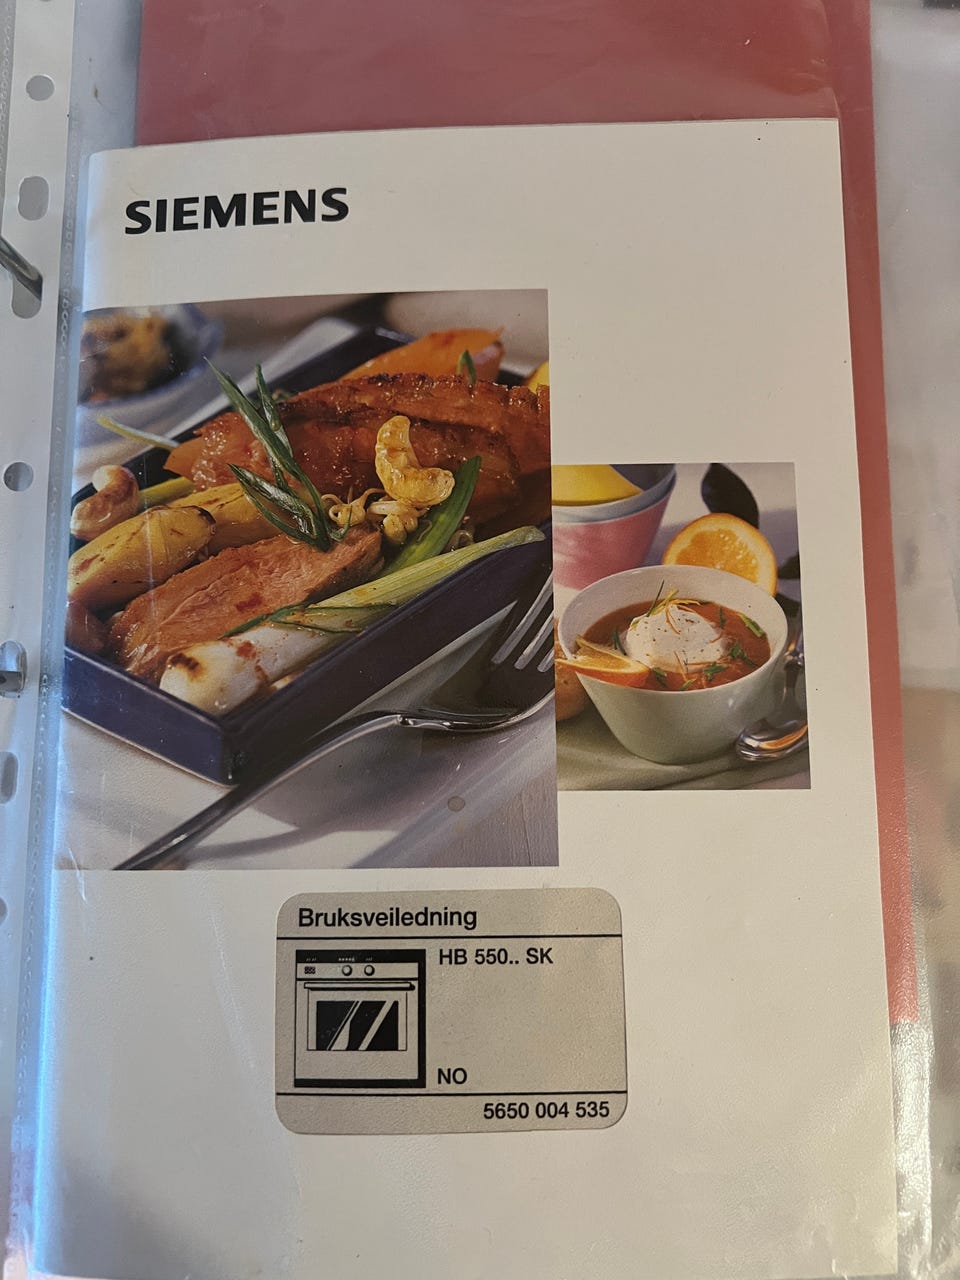 SIEMENS
Bruksveiledning
HB 550.. SK
NO
5650 004 535